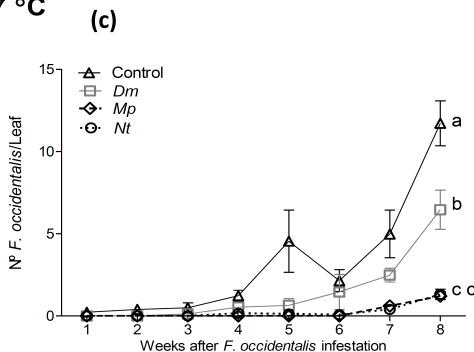 °C
(c)
15
10
5
0
Control
Dm
Mp
Nt
a
b
c c
1 2 3 4 5 6 7 8
Nº F. occidentalis/Leaf
Weeks after F. occidentalis infestation